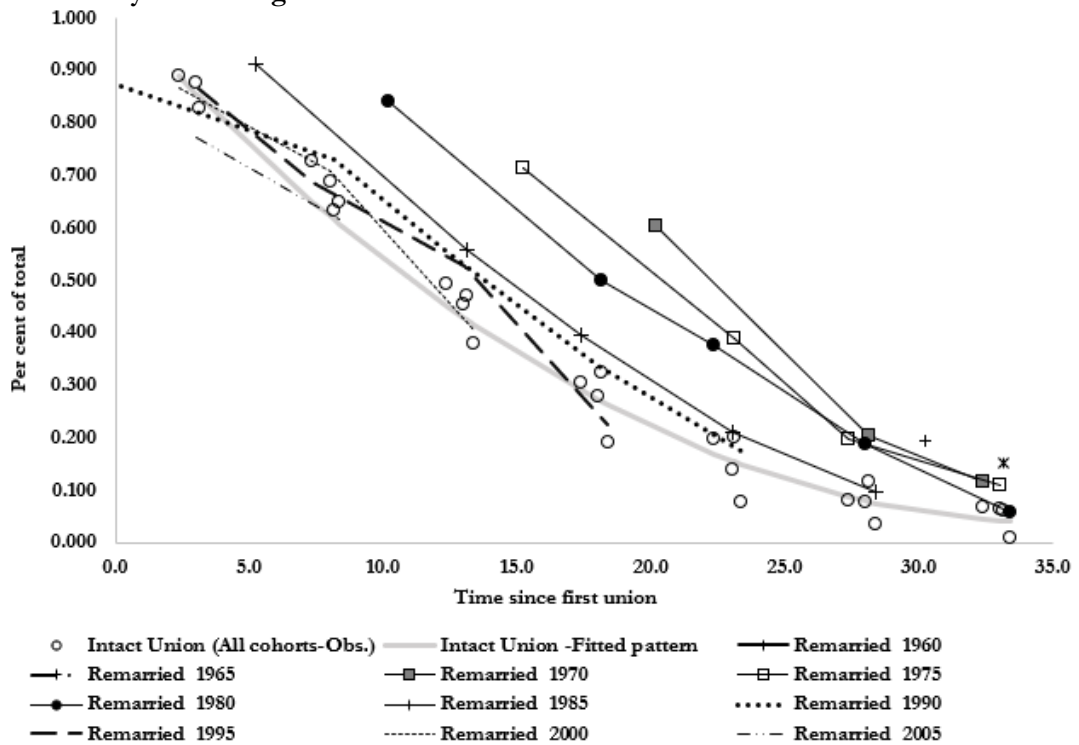 1.000
0.900
0.800
0.700
0.600
0.500
0.400
0.300
0.200
0.100
0.000
Per cent of total
0.0 5.0 10.0 15.0 20.0 25.0 30.0 35.0
Time since first union
Intact Union (All cohorts-Obs.) Intact Union -Fitted pattern Remarried 1960
Remarried 1965 Remarried 1970 Remarried 1975
Remarried 1980 Remarried 1985 Remarried 1990
Remarried 1995 Remarried 2000 Remarried 2005